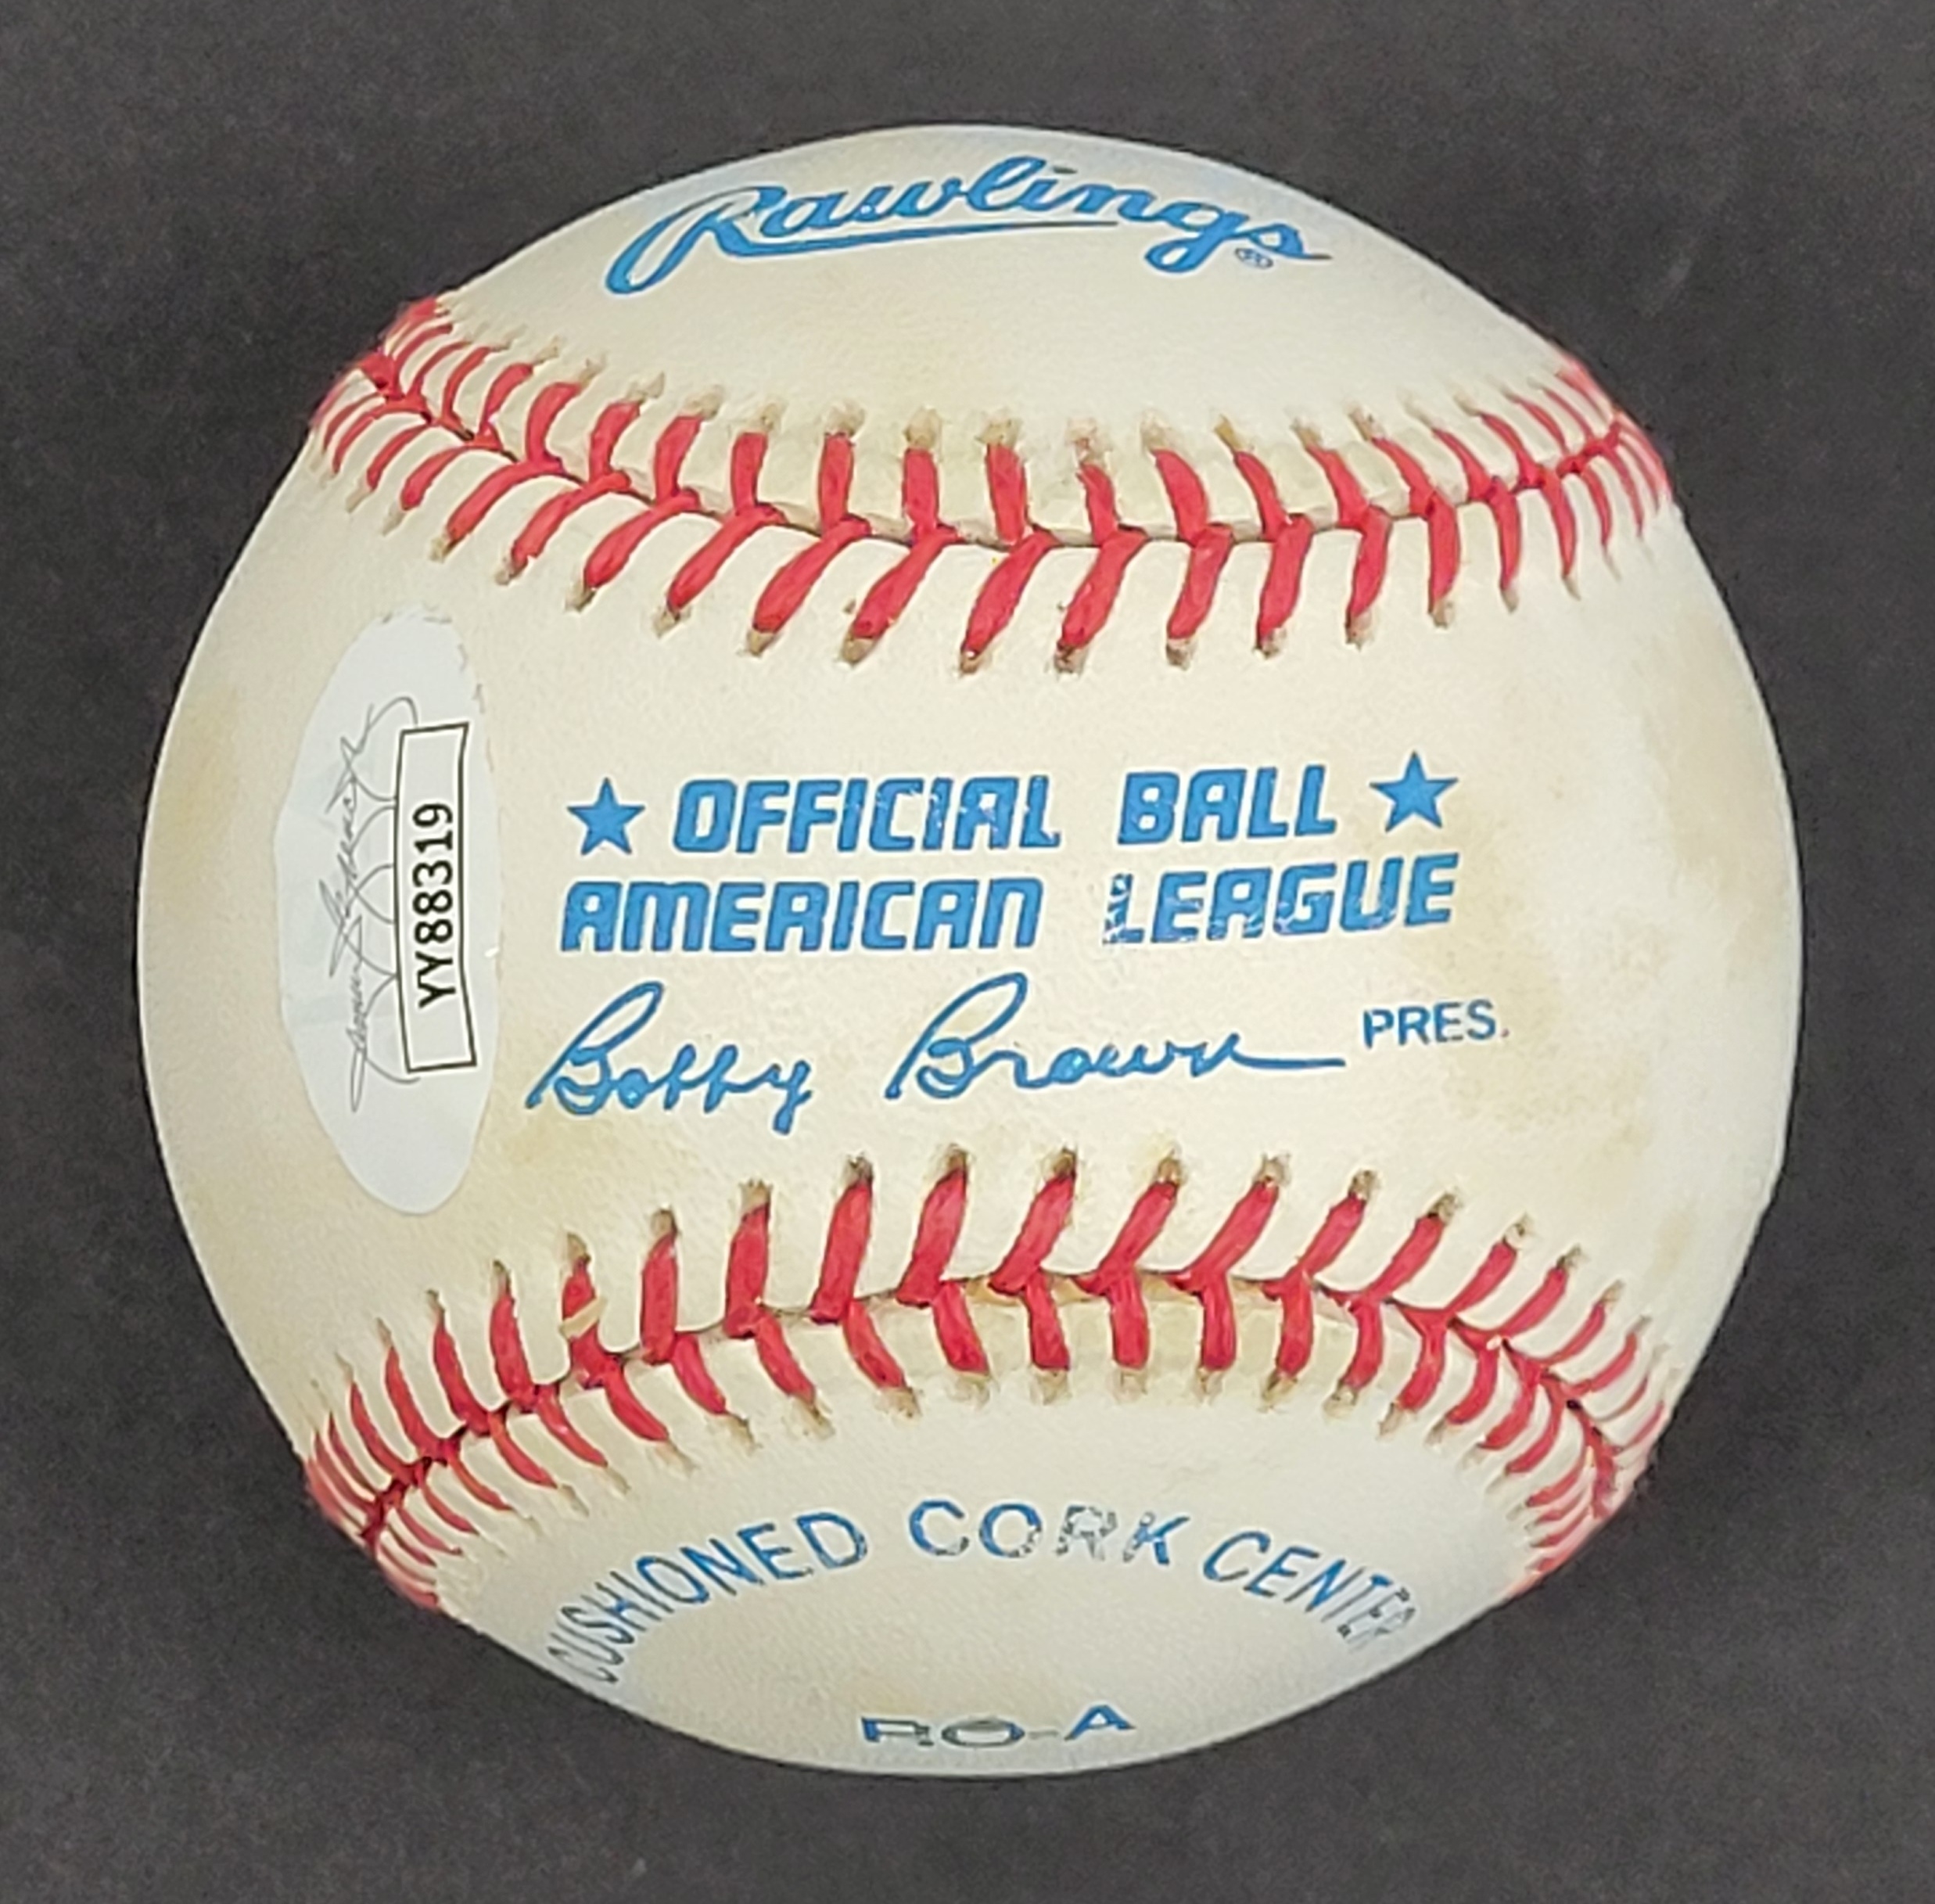 Rawlings®
★ OFFICIAL BALL ★
AMERICAN LEAGUE
Bobby Brown PRES.
YY88319
CUSHIONED CORK CENTER
RO-A